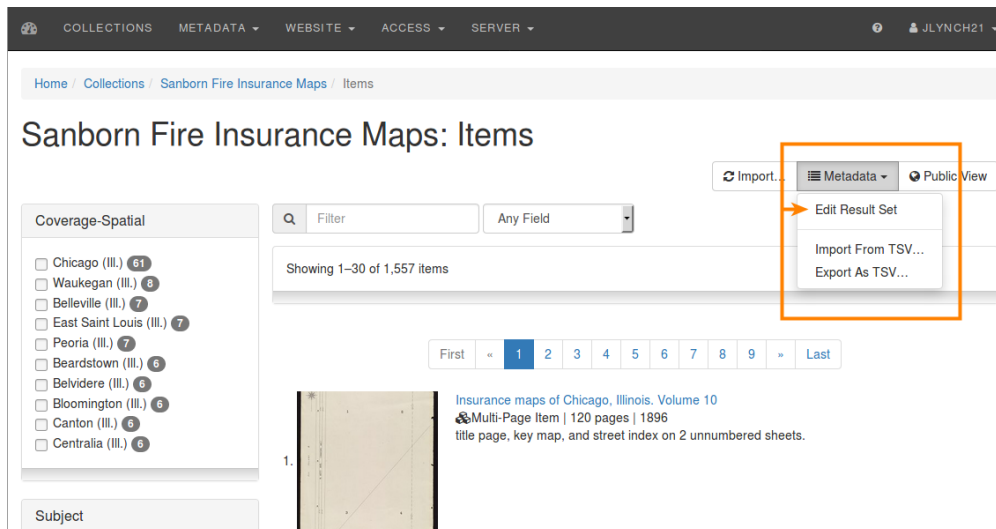 COLLECTIONS METADATA WEBSITE ACCESS SERVER JLYNCH21
Home / Collections / Sanborn Fire Insurance Maps / Items
Sanborn Fire Insurance Maps: Items
Import... Metadata Public View
Edit Result Set
Import From TSV...
Export As TSV...
Coverage-Spatial
Chicago (Ill.) 61
Waukegan (Ill.) 8
Belleville (Ill.) 7
East Saint Louis (Ill.) 7
Peoria (Ill.) 7
Beardstown (Ill.) 6
Belvidere (Ill.) 6
Bloomington (Ill.) 6
Canton (Ill.) 6
Centralia (Ill.) 6
Subject
Filter Any Field
Showing 1–30 of 1,557 items
First « 1 2 3 4 5 6 7 8 9 » Last
1.
Insurance maps of Chicago, Illinois. Volume 10
Multi-Page Item | 120 pages | 1896
title page, key map, and street index on 2 unnumbered sheets.